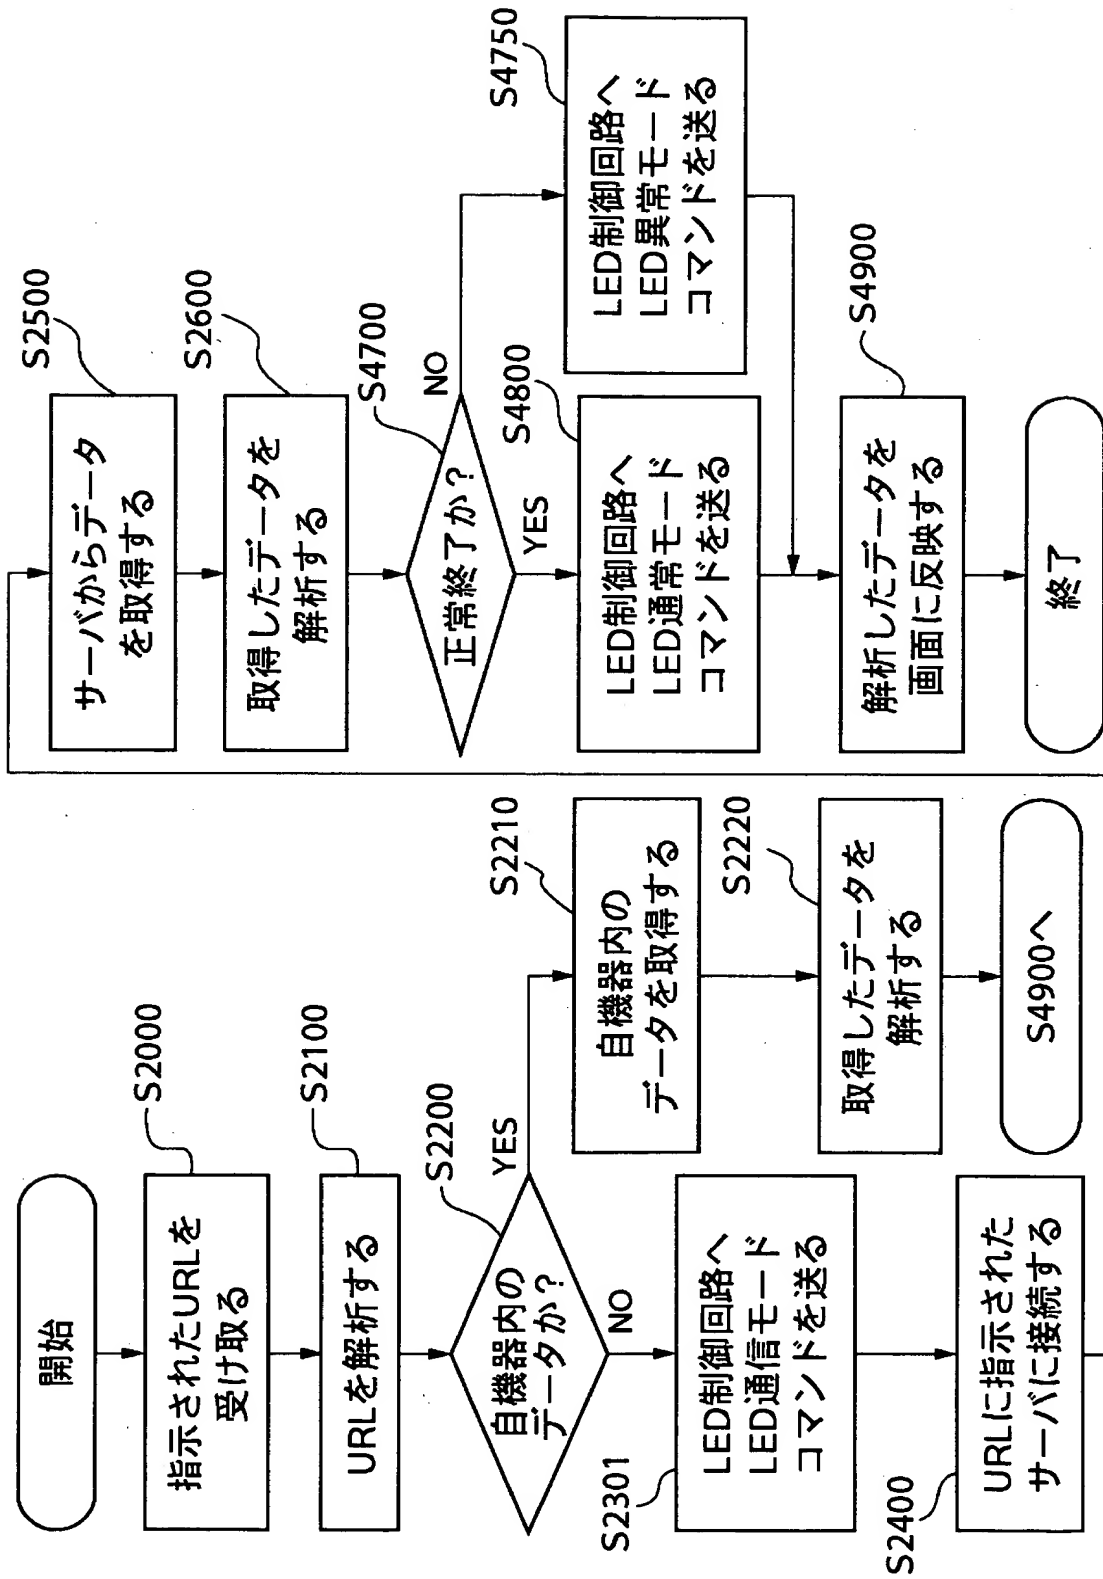 開始
S2000
指示されたURLを
受け取る
S2100
URLを解析する
S2200
自機器内の
データか?
YES
NO
S2210
自機器内の
データを取得する
S2220
取得したデータを
解析する
S4900へ
S2301
LED制御回路へ
LED通信モード
コマンドを送る
S2400
URLに指示された
サーバに接続する
S2500
サーバからデータ
を取得する
S2600
取得したデータを
解析する
S4700
正常終了か?
NO
YES
S4750
LED制御回路へ
LED異常モード
コマンドを送る
S4800
LED制御回路へ
LED通常モード
コマンドを送る
S4900
解析したデータを
画面に反映する
終了